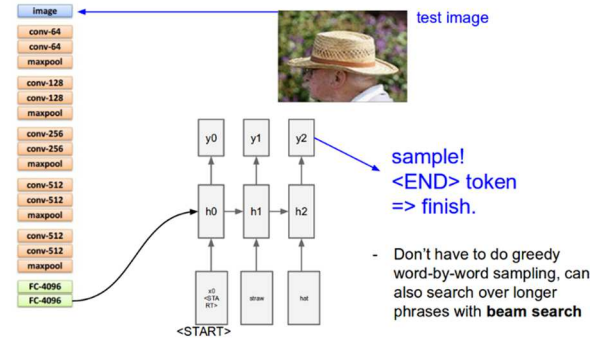 image
test image
conv-64
conv-64
maxpool
conv-128
conv-128
maxpool
conv-256
conv-256
maxpool
conv-512
conv-512
maxpool
conv-512
conv-512
maxpool
FC-4096
FC-4096
y0
y1
y2
h0
h1
h2
x0
<STA
RT>
straw
hat
<START>
sample!
<END> token
=> finish.
- Don't have to do greedy
word-by-word sampling, can
also search over longer
phrases with beam search